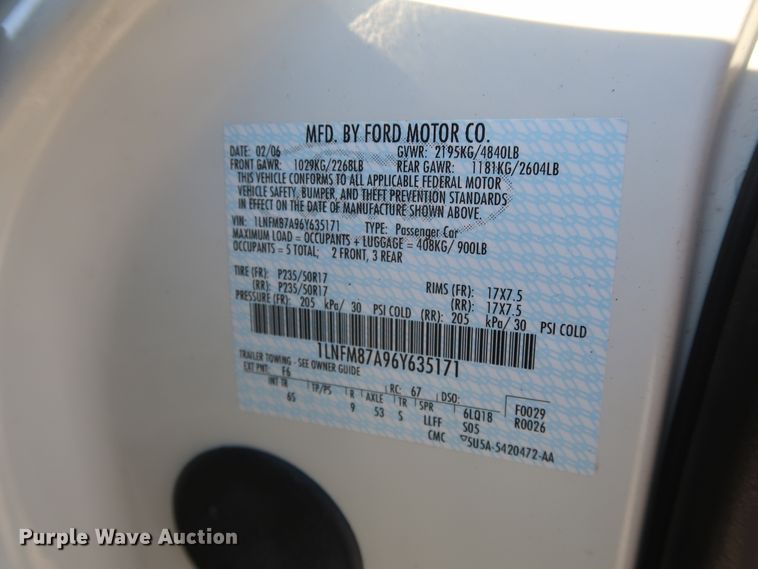 MFD. BY FORD MOTOR CO.
DATE: 02/06 GVWR: 2195KG/4840LB
FRONT GAWR: 1029KG/2268LB REAR GAWR: 1181KG/2604LB
THIS VEHICLE CONFORMS TO ALL APPLICABLE FEDERAL MOTOR
VEHICLE SAFETY, BUMPER, AND THEFT PREVENTION STANDARDS
IN EFFECT ON THE DATE OF MANUFACTURE SHOWN ABOVE.
VIN: 1LNFM87A96Y635171 TYPE: Passenger Car
MAXIMUM LOAD = OCCUPANTS + LUGGAGE = 408KG/ 900LB
OCCUPANTS = 5 TOTAL; 2 FRONT, 3 REAR
TIRE (FR): P235/50R17 RIMS (FR): 17X7.5
(RR): P235/50R17 (RR): 17X7.5
PRESSURE (FR): 205 kPa/ 30 PSI COLD (RR): 205 kPa/ 30 PSI COLD
1LNFM87A96Y635171
TRAILER TOWING - SEE OWNER GUIDE
EXT PNT: F6 RC: 67 DSO: F0029
INT TR TP/PS R AXLE TR SPR 6LQ18 R0026
6S 9 53 S LLFF S05
CMC 5U5A-5420472-AA
Purple Wave Auction